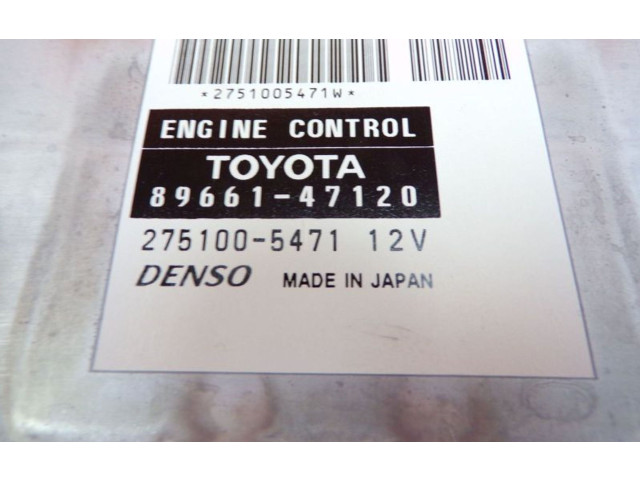 *2751005471W*
ENGINE CONTROL
TOYOTA
89661-47120
275100-5471 12V
DENSO MADE IN JAPAN